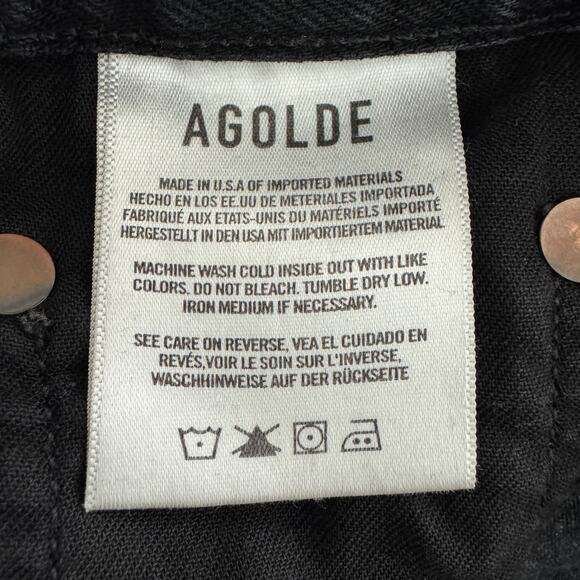 AGOLDE
MADE IN U.S.A OF IMPORTED MATERIALS
HECHO EN LOS EE.UU DE METERIALES IMPORTADA
FABRIQUÉ AUX ETATS-UNIS DU MATÉRIELS IMPORTÉ
HERGESTELLT IN DEN USA MIT IMPORTIERTEM MATERIAL
MACHINE WASH COLD INSIDE OUT WITH LIKE
COLORS. DO NOT BLEACH. TUMBLE DRY LOW.
IRON MEDIUM IF NECESSARY.
SEE CARE ON REVERSE, VEA EL CUIDADO EN
REVÉS,VOIR LE SOIN SUR L'INVERSE,
WASCHHINWEISE AUF DER RÜCKSEITE